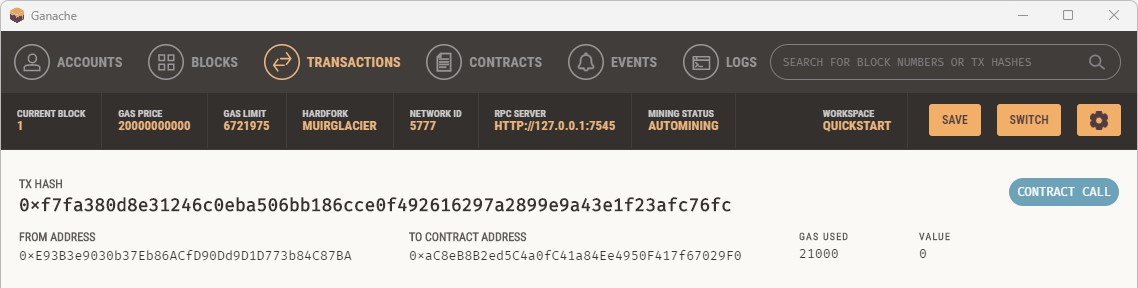 Ganache
ACCOUNTS BLOCKS TRANSACTIONS CONTRACTS EVENTS LOGS SEARCH FOR BLOCK NUMBERS OR TX HASHES
CURRENT BLOCK GAS PRICE GAS LIMIT HARDFORK NETWORK ID RPC SERVER MINING STATUS WORKSPACE
1 20000000000 6721975 MUIRGLACIER 5777 HTTP://127.0.0.1:7545 AUTOMINING QUICKSTART SAVE SWITCH
TX HASH
0×f7fa380d8e31246c0eba506bb186cce0f492616297a2899e9a43e1f23afc76fc CONTRACT CALL
FROM ADDRESS TO CONTRACT ADDRESS GAS USED VALUE
0×E93B3e9030b37Eb86ACfD90Dd9D1D773b84C87BA 0×aC8eB8B2ed5C4a0fC41a84Ee4950F417f67029F0 21000 0